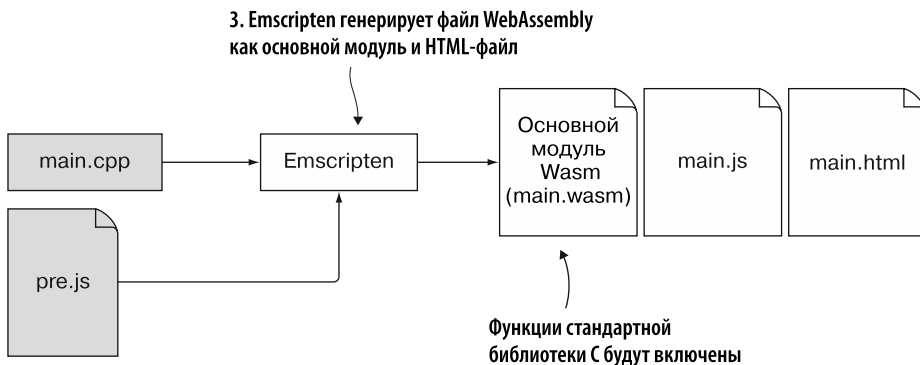 3. Emscripten генерирует файл WebAssembly
как основной модуль и HTML-файл
main.cpp
Emscripten
Основной
модуль
Wasm
(main.wasm)
main.js
main.html
pre.js
Функции стандартной
библиотеки C будут включены